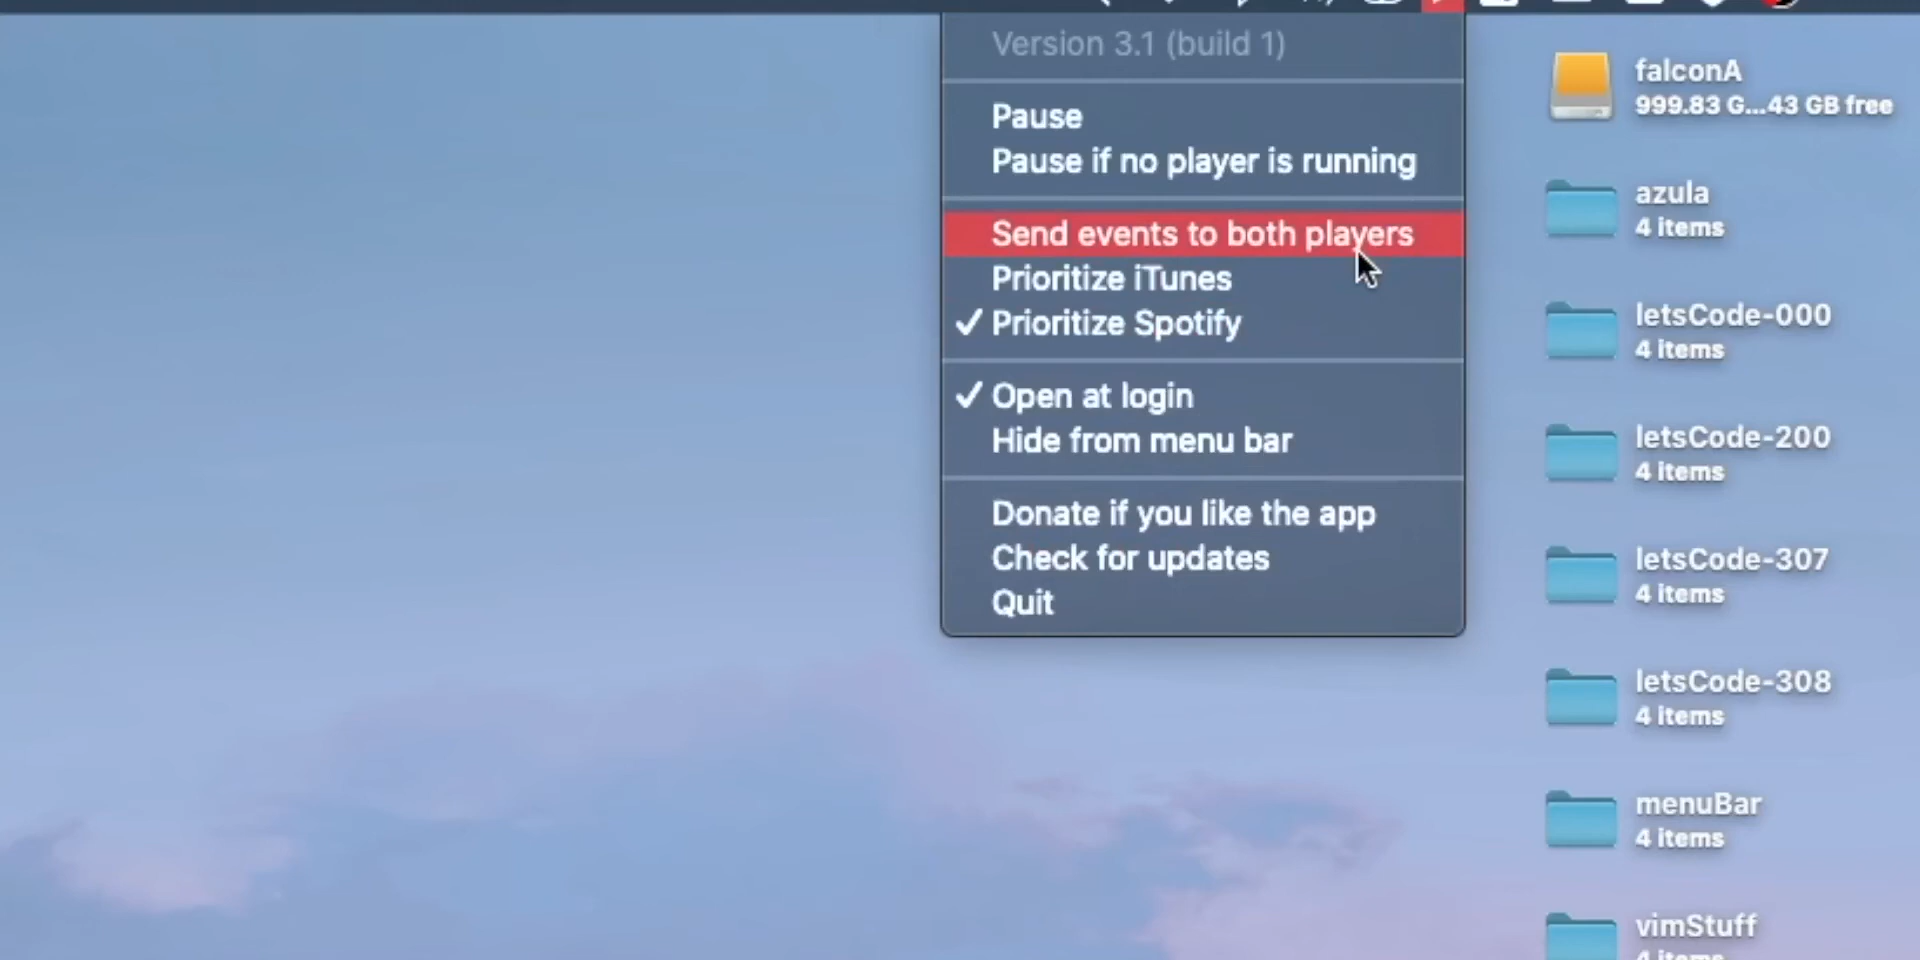 Version 3.1 (build 1)
Pause
Pause if no player is running
Send events to both players
Prioritize iTunes
✓ Prioritize Spotify
✓ Open at login
Hide from menu bar
Donate if you like the app
Check for updates
Quit
falconA
999.83 G...43 GB free
azula
4 items
letsCode-000
4 items
letsCode-200
4 items
letsCode-307
4 items
letsCode-308
4 items
menuBar
4 items
vimStuff